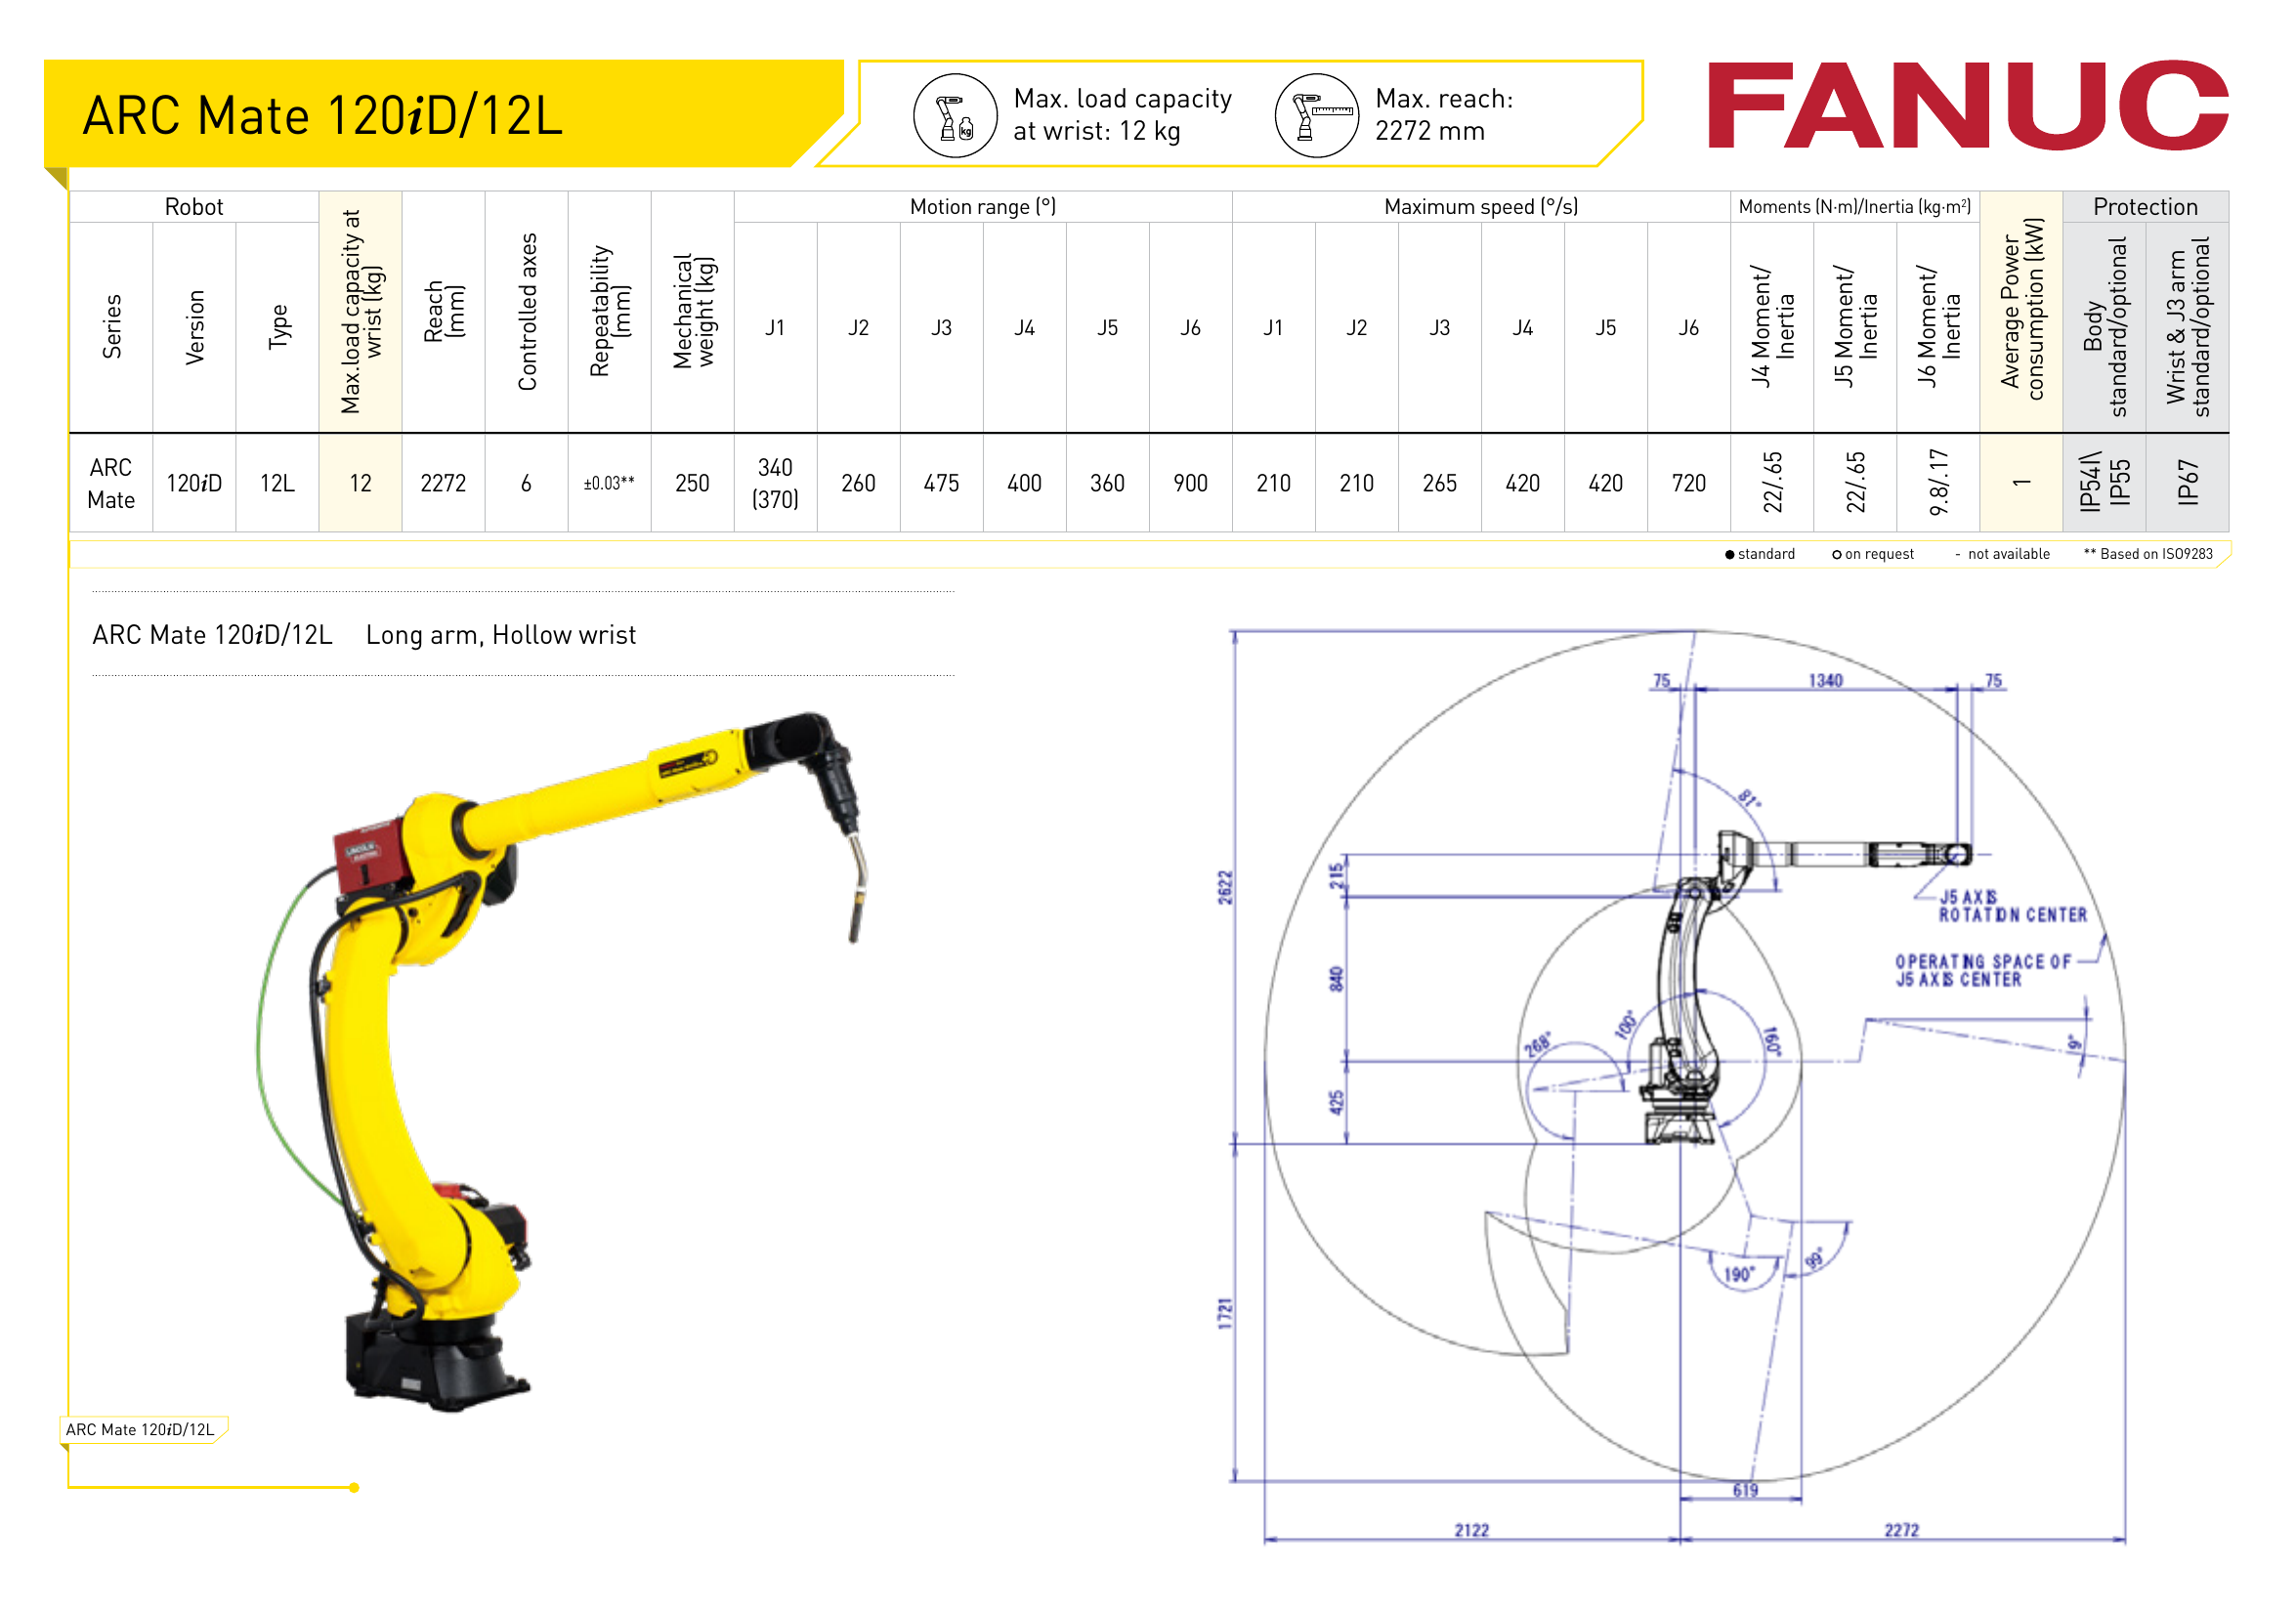 ARC Mate 120iD/12L
Max. load capacity
at wrist: 12 kg
Max. reach:
2272 mm
FANUC
kg
Robot
Motion range (°)
Maximum speed (°/s)
Moments (N·m)/Inertia (kg·m²)
Protection
Series
Version
Type
Max.load capacity at
wrist (kg)
Reach
(mm)
Controlled axes
Repeatability
(mm)
Mechanical
weight (kg)
J1
J2
J3
J4
J5
J6
J1
J2
J3
J4
J5
J6
J4 Moment/
Inertia
J5 Moment/
Inertia
J6 Moment/
Inertia
Average Power
consumption (kW)
Body
standard/optional
Wrist & J3 arm
standard/optional
ARC
Mate
120iD
12L
12
2272
6
±0.03**
250
340
(370)
260
475
400
360
900
210
210
265
420
420
720
22/.65
22/.65
9.8/.17
1
IP54|\
IP55
IP67
● standard
○ on request
- not available
** Based on ISO9283
ARC Mate 120iD/12L Long arm, Hollow wrist
LINCOLN
ELECTRIC
75
1340
75
81°
2622
215
J5 AXIS
ROTATION CENTER
OPERATING SPACE OF
J5 AXIS CENTER
840
100°
190°
268°
9°
425
99°
190°
1721
619
2122
2272
ARC Mate 120iD/12L